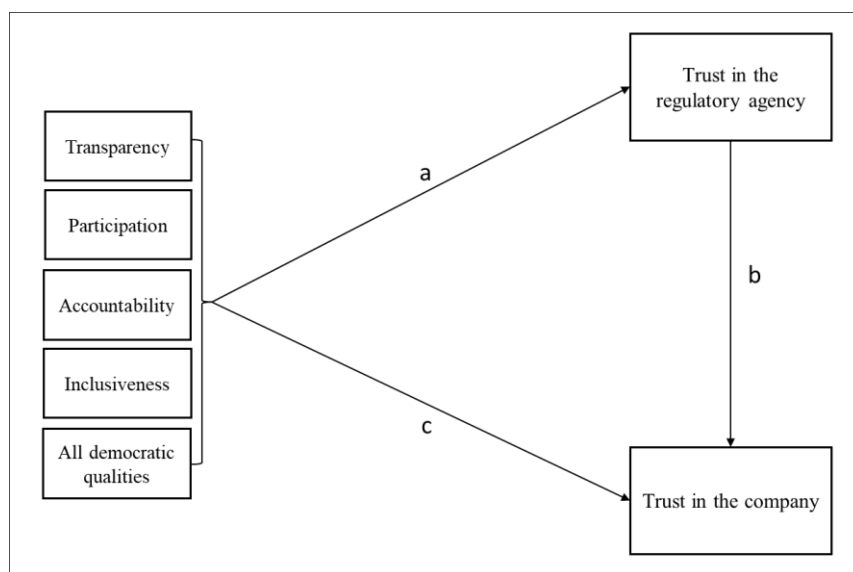 Trust in the
regulatory agency
Transparency
a
Participation
b
Accountability
Inclusiveness
c
All democratic
qualities
Trust in the company